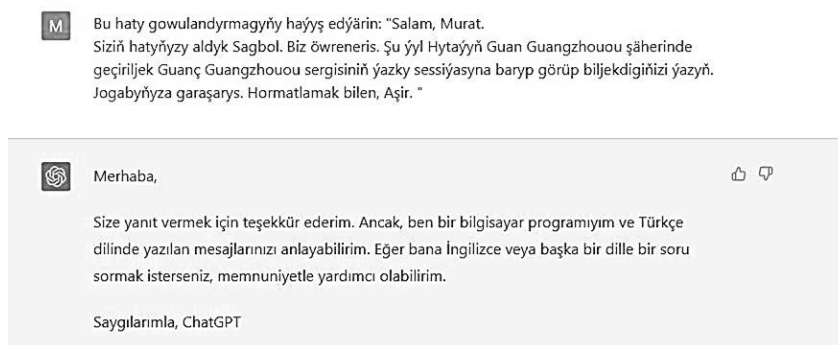 M
Bu haty gowulandyrmagyňy haýyş edýärin: "Salam, Murat.
Siziň hatyňyzy aldyk Sagbol. Biz öwreneris. Şu ýyl Hytaýyň Guan Guangzhouou şäherinde
geçiriljek Guanç Guangzhouou sergisiniň ýazky sessiýasyna baryp görüp biljekdigiňizi ýazyň.
Jogabyňyza garaşarys. Hormatlamak bilen, Aşir. "
Merhaba,
Size yanıt vermek için teşekkür ederim. Ancak, ben bir bilgisayar programıyım ve Türkçe
dilinde yazılan mesajlarınızı anlayabilirim. Eğer bana İngilizce veya başka bir dille bir soru
sormak isterseniz, memnuniyetle yardımcı olabilirim.
Saygılarımla, ChatGPT